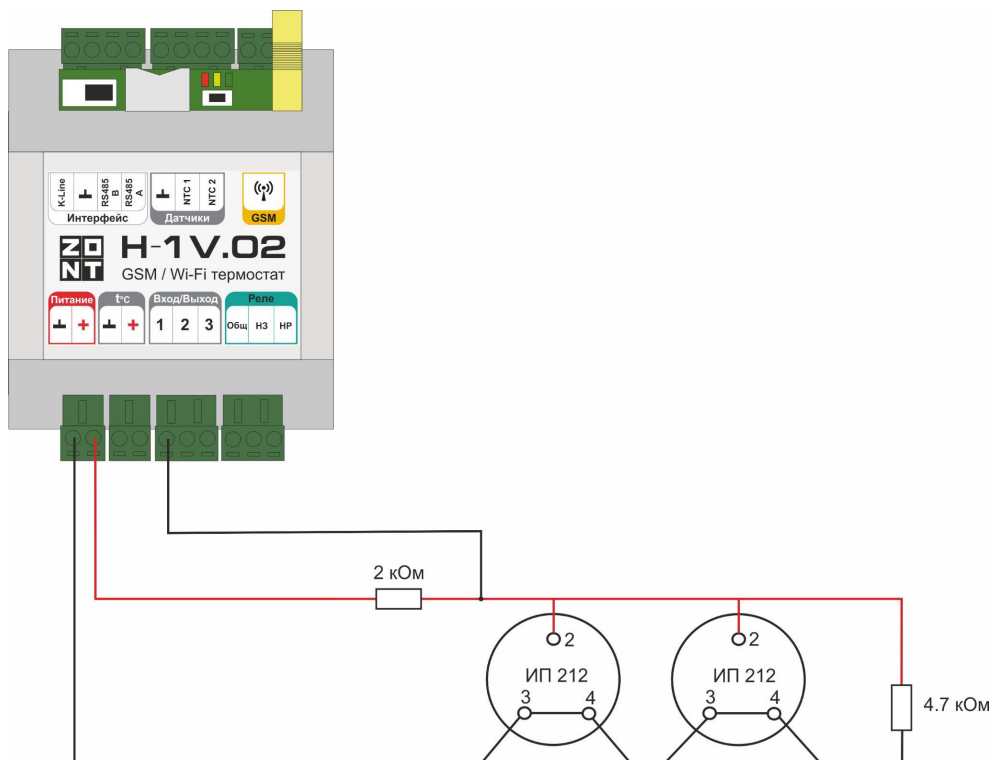 K-Line
RS485 B
RS485 A
NTC 1
NTC 2
Интерфейс
Датчики
GSM
ZONT
H-1V.02
GSM / Wi-Fi термостат
Питание
t°C
Вход/Выход
Реле
+
+
1
2
3
Общ
НЗ
НР
2 кОм
2
2
ИП 212
ИП 212
3
4
3
4
4.7 кОм